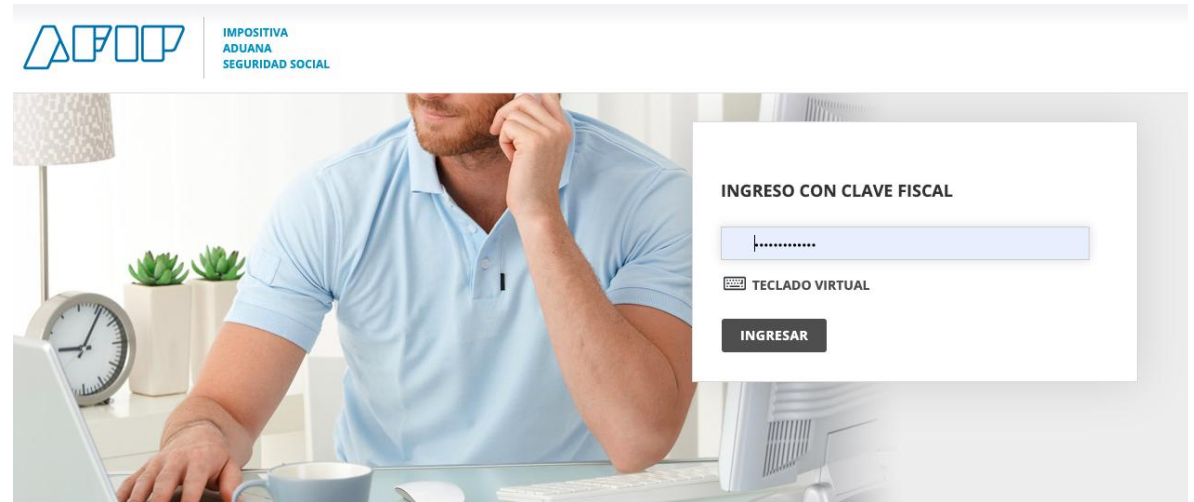 AFIP
IMPOSITIVA
ADUANA
SEGURIDAD SOCIAL
INGRESO CON CLAVE FISCAL
•••••••••••••
TECLADO VIRTUAL
INGRESAR